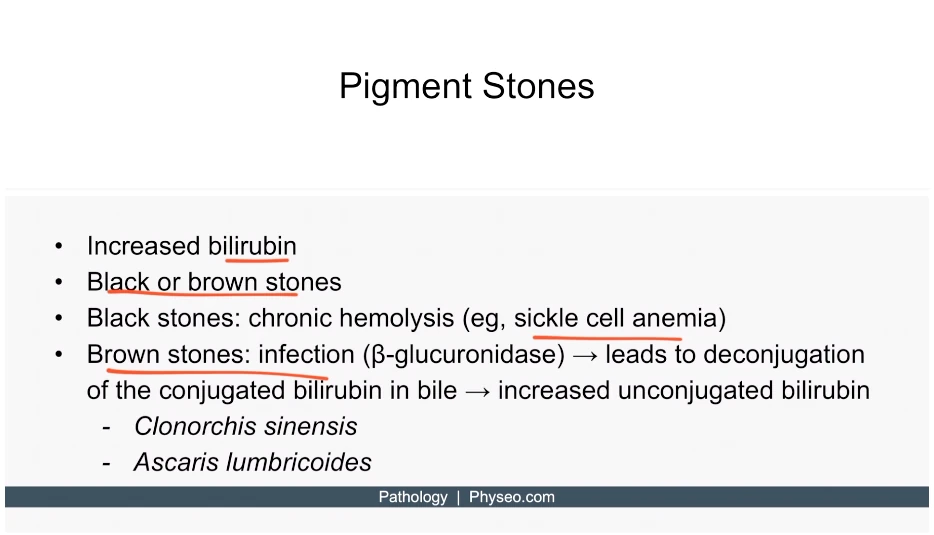 Pigment Stones
• Increased bilirubin
• Black or brown stones
• Black stones: chronic hemolysis (eg, sickle cell anemia)
• Brown stones: infection (β-glucuronidase) → leads to deconjugation
of the conjugated bilirubin in bile → increased unconjugated bilirubin
- Clonorchis sinensis
- Ascaris lumbricoides
Pathology | Physeo.com